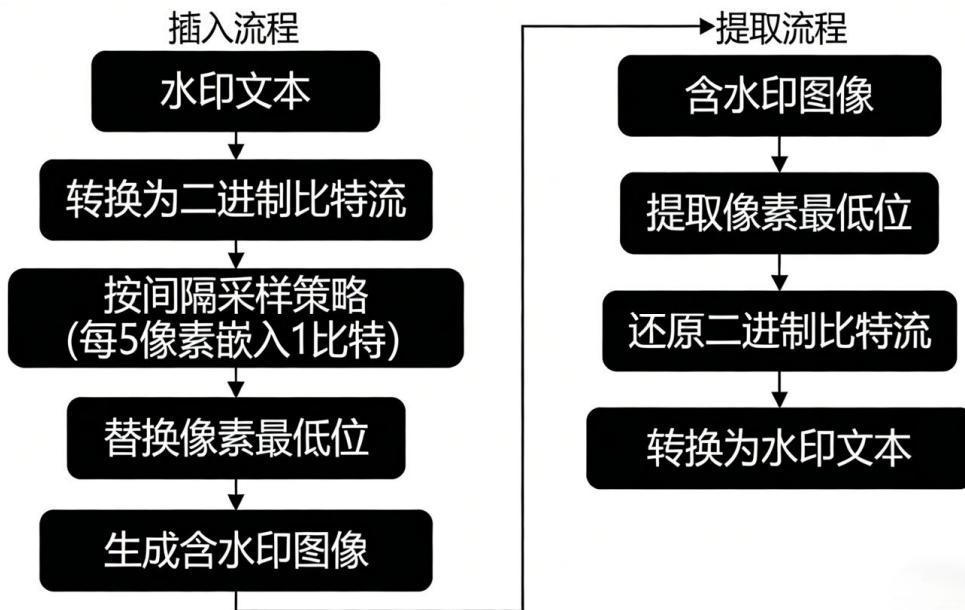 插入流程
水印文本
转换为二进制比特流
按间隔采样策略
(每5像素嵌入1比特)
替换像素最低位
生成含水印图像
提取流程
含水印图像
提取像素最低位
还原二进制比特流
转换为水印文本